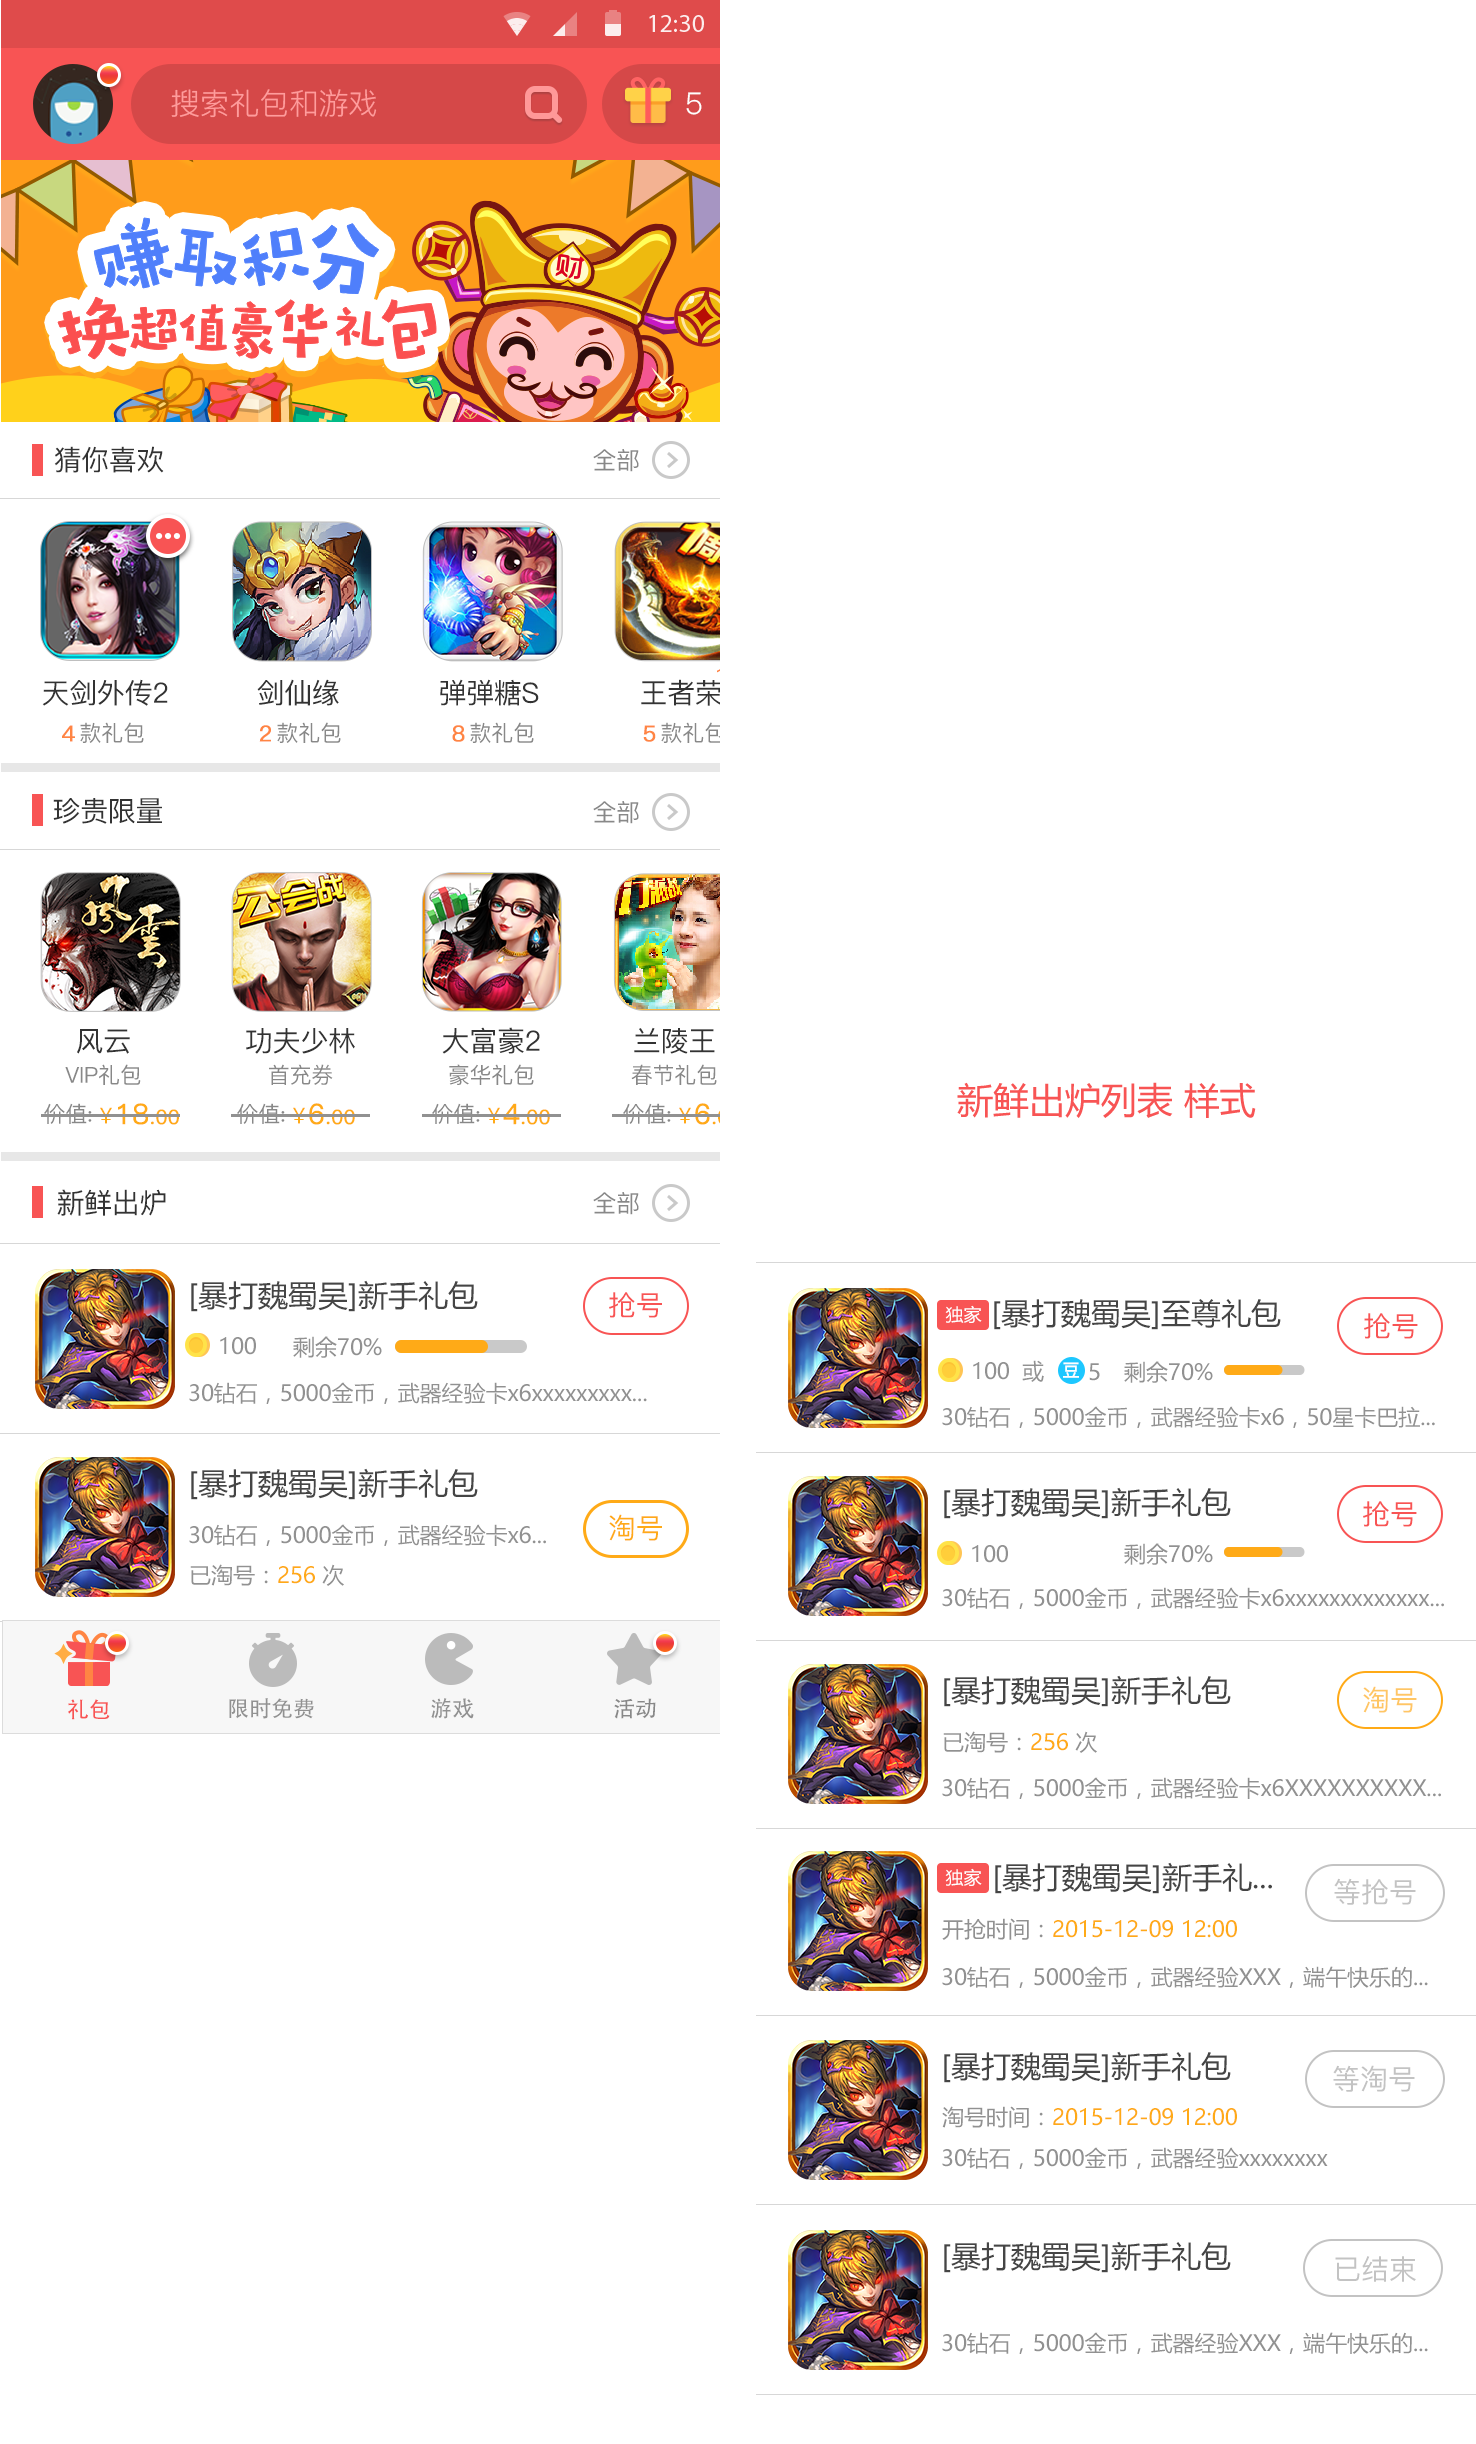 12:30
搜索礼包和游戏
5
赚取积分
换超值豪华礼包
财
猜你喜欢
全部
天剑外传2
剑仙缘
弹弹糖S
王者荣
4 款礼包
2 款礼包
8 款礼包
5 款礼包
珍贵限量
全部
風雲
公会战
门派战
风云
功夫少林
大富豪2
兰陵王
VIP礼包
首充券
豪华礼包
春节礼包
价值: ¥18.00
价值: ¥6.00
价值: ¥4.00
价值: ¥6.
新鲜出炉
全部
[暴打魏蜀吴]新手礼包
抢号
100 剩余70%
30钻石，5000金币，武器经验卡x6xxxxxxxxx...
[暴打魏蜀吴]新手礼包
30钻石，5000金币，武器经验卡x6...
淘号
已淘号：256 次
礼包
限时免费
游戏
活动
新鲜出炉列表 样式
独家 [暴打魏蜀吴]至尊礼包
抢号
100 或 豆 5 剩余70%
30钻石，5000金币，武器经验卡x6，50星卡巴拉...
[暴打魏蜀吴]新手礼包
抢号
100 剩余70%
30钻石，5000金币，武器经验卡x6xxxxxxxxxxxxx...
[暴打魏蜀吴]新手礼包
淘号
已淘号：256 次
30钻石，5000金币，武器经验卡x6XXXXXXXXXX...
独家 [暴打魏蜀吴]新手礼...
等抢号
开抢时间：2015-12-09 12:00
30钻石，5000金币，武器经验XXX，端午快乐的...
[暴打魏蜀吴]新手礼包
等淘号
淘号时间：2015-12-09 12:00
30钻石，5000金币，武器经验xxxxxxxx
[暴打魏蜀吴]新手礼包
已结束
30钻石，5000金币，武器经验XXX，端午快乐的...